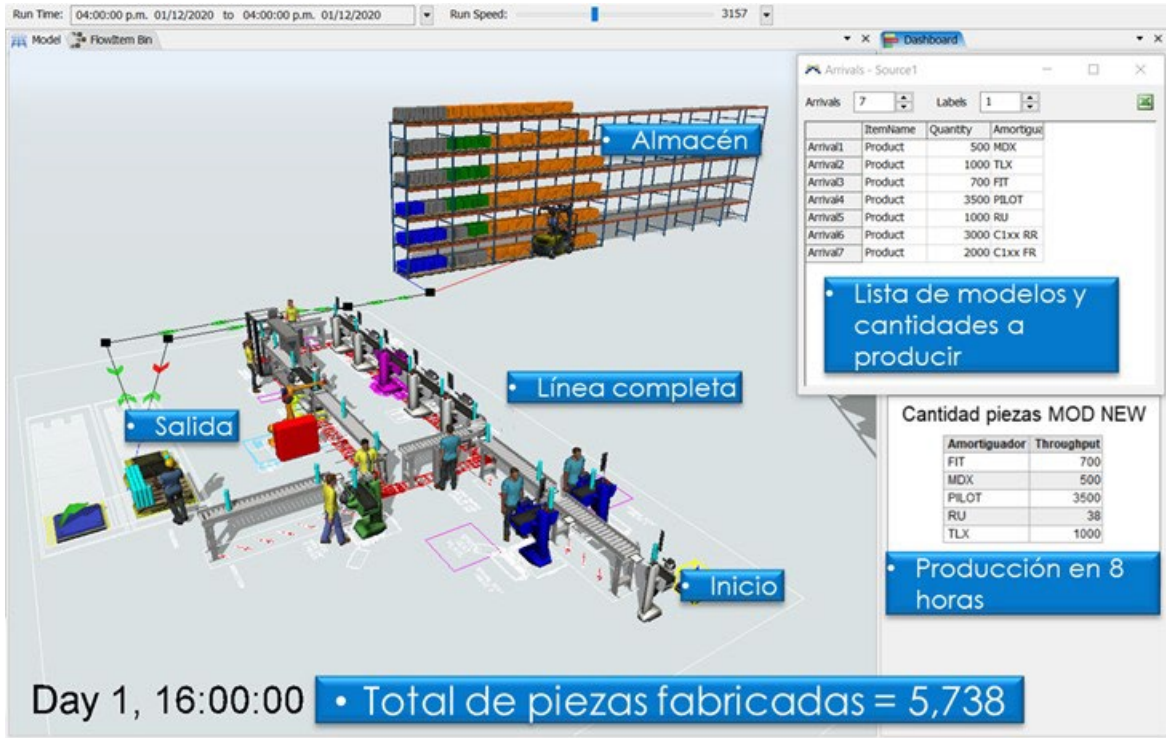 Run Time: 04:00:00 p.m. 01/12/2020 to 04:00:00 p.m. 01/12/2020 Run Speed: 3157
Model FlowItem Bin
Dashboard
Arrivals - Source1
Arrivals 7 Labels 1
ItemName Quantity Amortigua
Arrival1 Product 500 MDX
Arrival2 Product 1000 TLX
Arrival3 Product 700 FIT
Arrival4 Product 3500 PILOT
Arrival5 Product 1000 RU
Arrival6 Product 3000 C1xx RR
Arrival7 Product 2000 C1xx FR
• Almacén
• Lista de modelos y
cantidades a
producir
• Línea completa
• Salida
Cantidad piezas MOD NEW
Amortiguador Throughput
FIT 700
MDX 500
PILOT 3500
RU 38
TLX 1000
• Producción en 8
horas
• Inicio
Day 1, 16:00:00
• Total de piezas fabricadas = 5,738